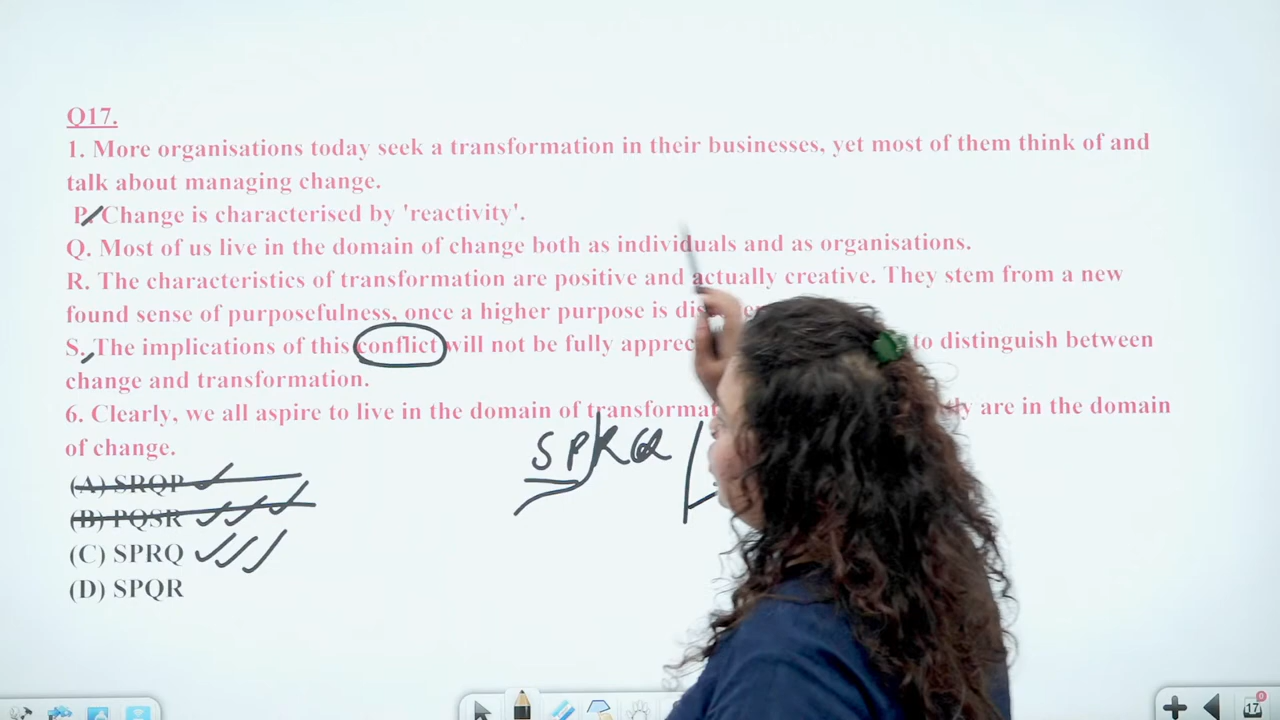 Q17.
1. More organisations today seek a transformation in their businesses, yet most of them think of and
talk about managing change.
P. Change is characterised by 'reactivity'.
Q. Most of us live in the domain of change both as individuals and as organisations.
R. The characteristics of transformation are positive and actually creative. They stem from a new
found sense of purposefulness, once a higher purpose is
S. The implications of this conflict will not be fully to distinguish between
change and transformation.
6. Clearly, we all aspire to live in the domain of are in the domain
of change.
SPRQ
(A) SRQP
(B) PQSR
(C) SPRQ
(D) SPQR
17